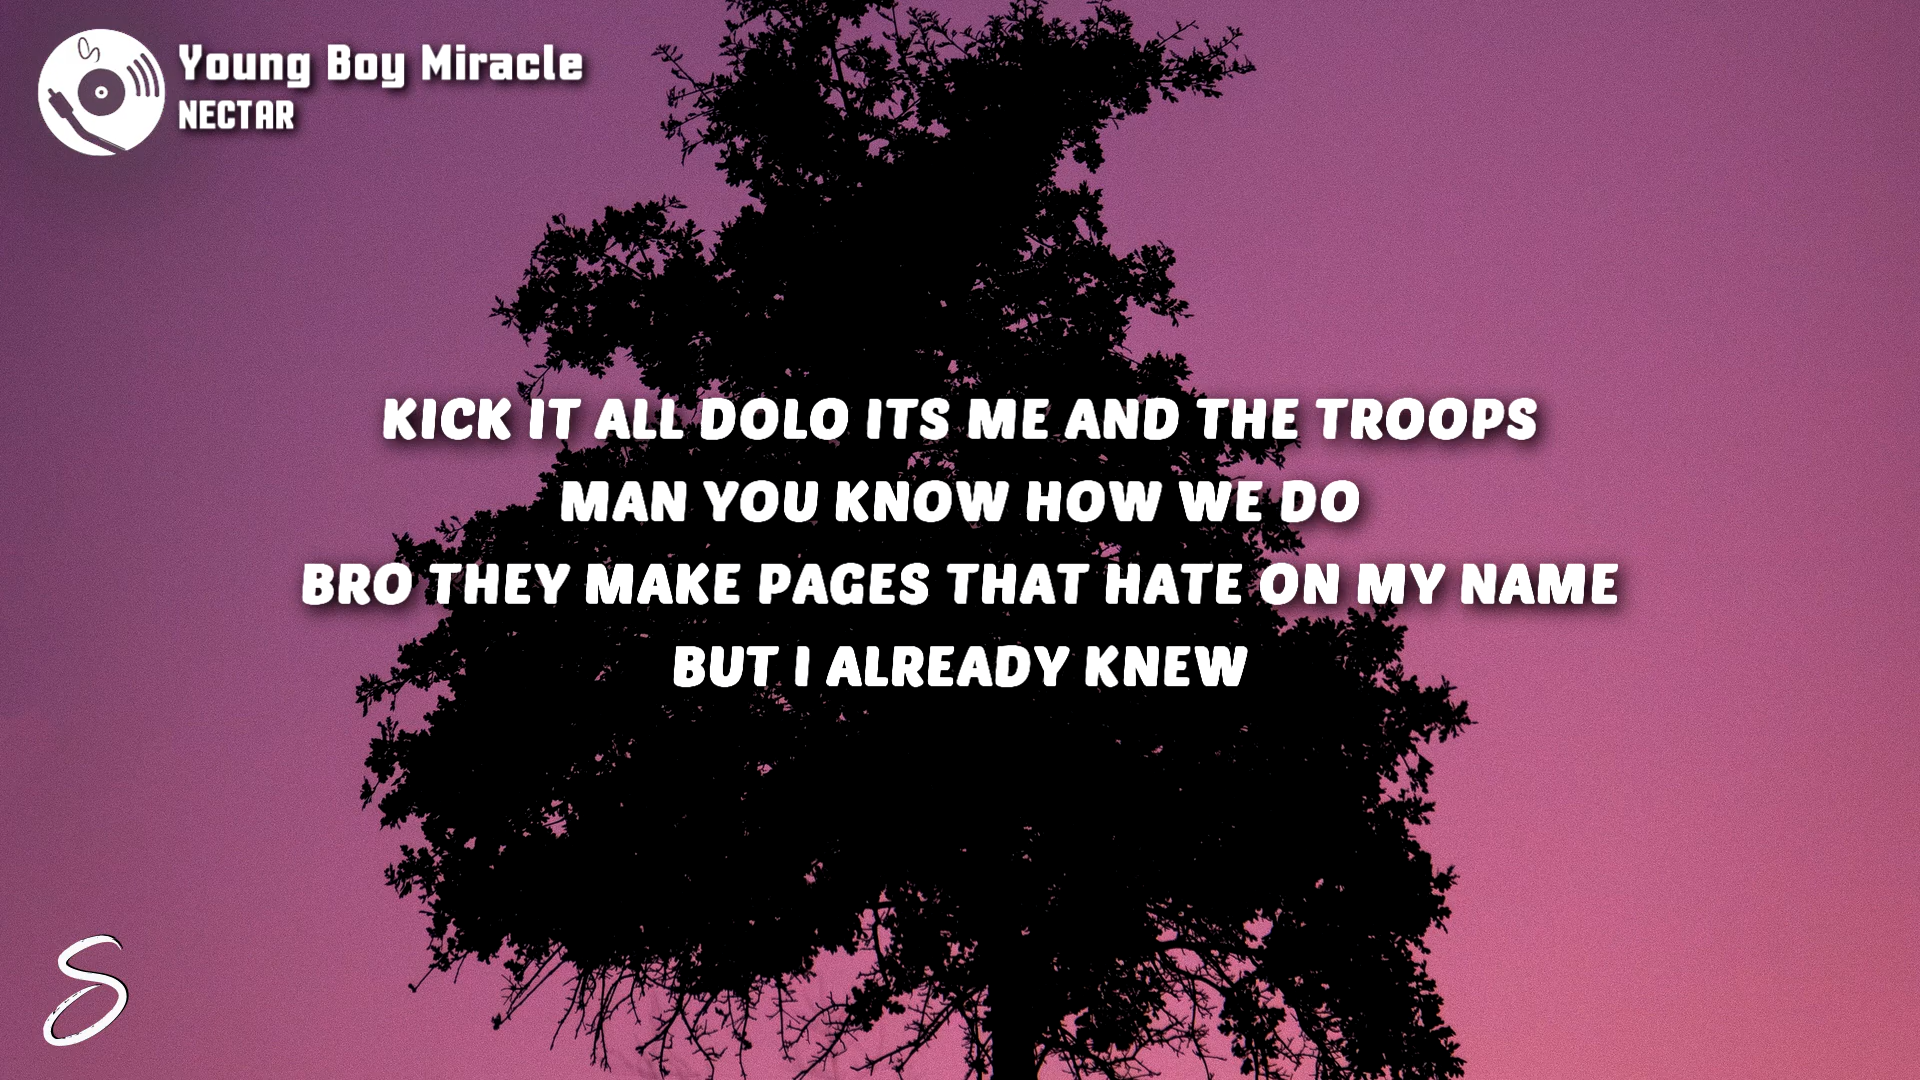 Young Boy Miracle
NECTAR
KICK IT ALL DOLO ITS ME AND THE TROOPS
MAN YOU KNOW HOW WE DO
BRO THEY MAKE PAGES THAT HATE ON MY NAME
BUT I ALREADY KNEW
S